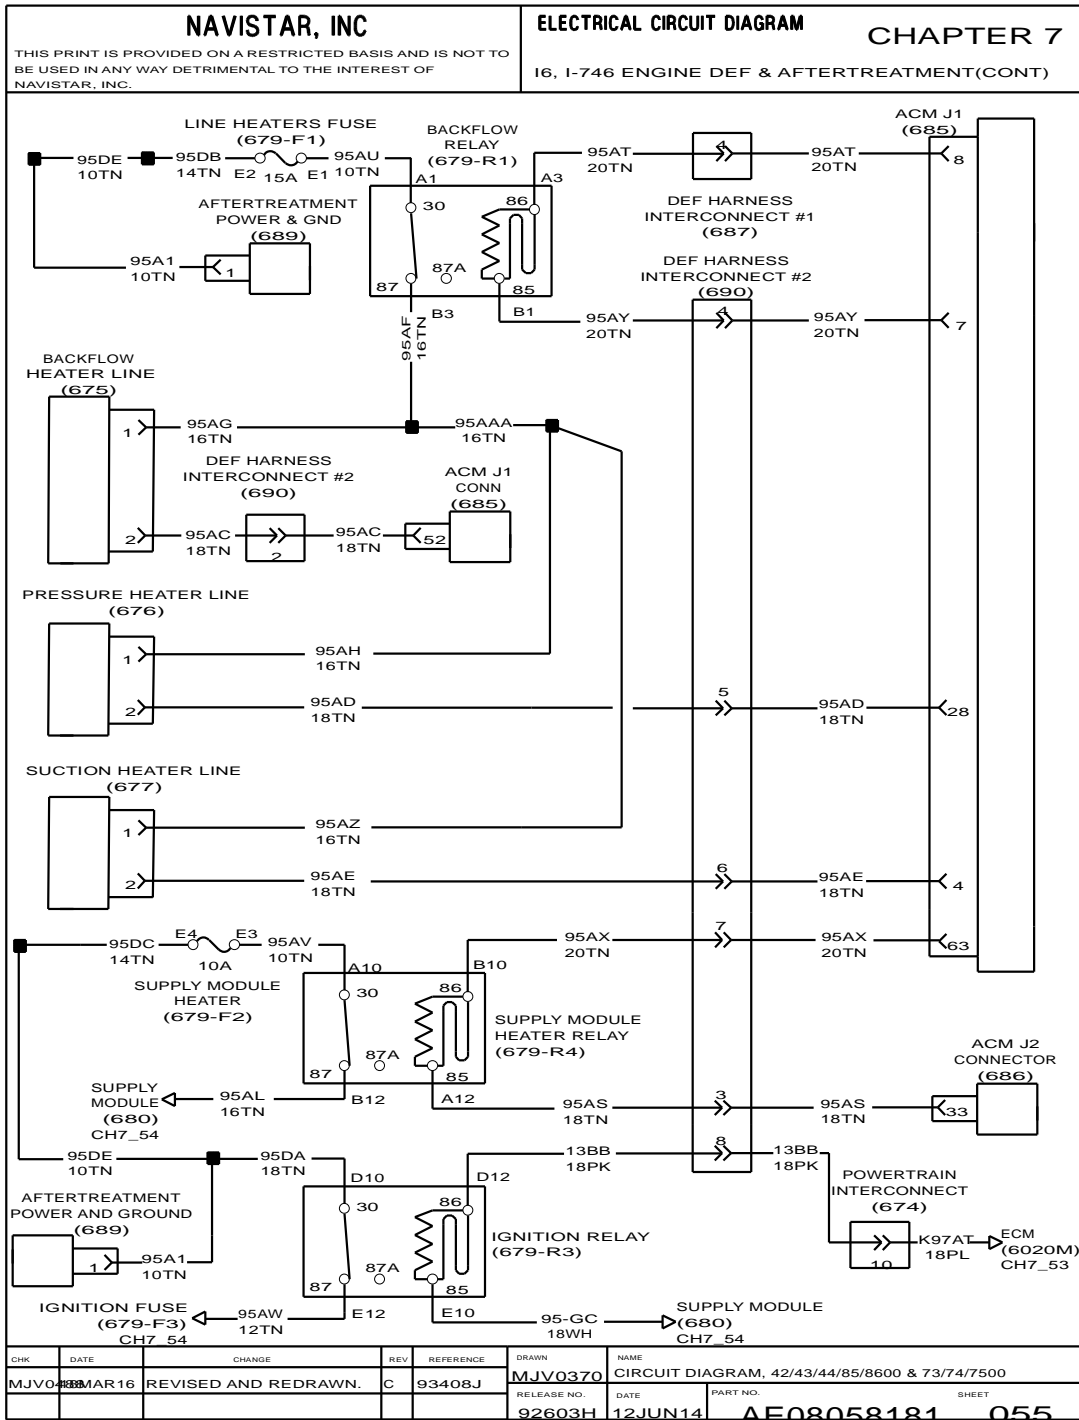 NAVISTAR, INC
THIS PRINT IS PROVIDED ON A RESTRICTED BASIS AND IS NOT TO
BE USED IN ANY WAY DETRIMENTAL TO THE INTEREST OF
NAVISTAR, INC.
ELECTRICAL CIRCUIT DIAGRAM
CHAPTER 7
I6, I-746 ENGINE DEF & AFTERTREATMENT(CONT)
LINE HEATERS FUSE
(679-F1)
95DE
10TN
95DB
14TN
E2
15A
E1
95AU
10TN
BACKFLOW
RELAY
(679-R1)
A1
A3
30
86
87A
87
85
B3
B1
95AT
20TN
4
95AT
20TN
ACM J1
(685)
8
DEF HARNESS
INTERCONNECT #1
(687)
AFTERTREATMENT
POWER & GND
(689)
95A1
10TN
1
DEF HARNESS
INTERCONNECT #2
(690)
95AY
20TN
4
95AY
20TN
7
95AF
16TN
BACKFLOW
HEATER LINE
(675)
1
95AG
16TN
95AAA
16TN
DEF HARNESS
INTERCONNECT #2
(690)
ACM J1
CONN
(685)
2
95AC
18TN
2
95AC
18TN
52
PRESSURE HEATER LINE
(676)
1
95AH
16TN
2
95AD
18TN
5
95AD
18TN
28
SUCTION HEATER LINE
(677)
1
95AZ
16TN
2
95AE
18TN
6
95AE
18TN
4
95DC
14TN
E4
E3
10A
95AV
10TN
SUPPLY MODULE
HEATER
(679-F2)
A10
B10
30
86
87A
87
85
B12
A12
SUPPLY MODULE
HEATER RELAY
(679-R4)
95AX
20TN
7
95AX
20TN
63
SUPPLY
MODULE
(680)
CH7_54
95AL
16TN
95AS
18TN
3
95AS
18TN
33
ACM J2
CONNECTOR
(686)
95DE
10TN
95DA
18TN
D10
D12
13BB
18PK
8
13BB
18PK
AFTERTREATMENT
POWER AND GROUND
(689)
1
95A1
10TN
30
86
87A
87
85
E12
E10
IGNITION RELAY
(679-R3)
POWERTRAIN
INTERCONNECT
(674)
10
K97AT
18PL
ECM
(6020M)
CH7_53
IGNITION FUSE
(679-F3)
CH7_54
95AW
12TN
95-GC
18WH
SUPPLY MODULE
(680)
CH7_54
CHK DATE CHANGE REV REFERENCE
MAR16 REVISED AND REDRAWN. C 93408J
DRAWN
MJV0370
NAME
CIRCUIT DIAGRAM, 42/43/44/85/8600 & 73/74/7500
RELEASE NO.
92603H
DATE
12JUN14
PART NO.
AE08058181
SHEET
055